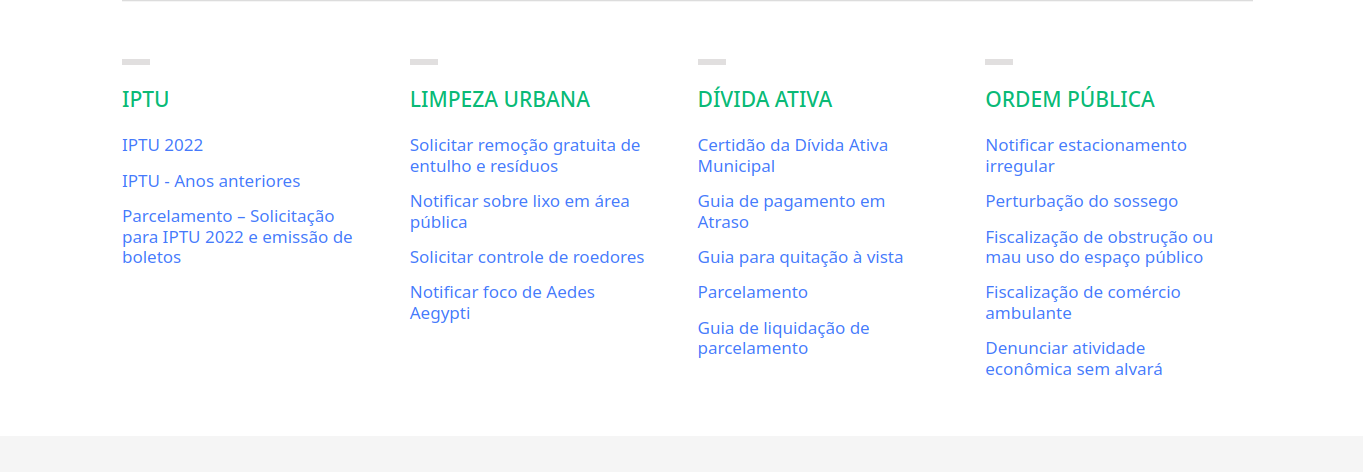 IPTU
IPTU 2022
IPTU - Anos anteriores
Parcelamento – Solicitação
para IPTU 2022 e emissão de
boletos
LIMPEZA URBANA
Solicitar remoção gratuita de
entulho e resíduos
Notificar sobre lixo em área
pública
Solicitar controle de roedores
Notificar foco de Aedes
Aegypti
DÍVIDA ATIVA
Certidão da Dívida Ativa
Municipal
Guia de pagamento em
Atraso
Guia para quitação à vista
Parcelamento
Guia de liquidação de
parcelamento
ORDEM PÚBLICA
Notificar estacionamento
irregular
Perturbação do sossego
Fiscalização de obstrução ou
mau uso do espaço público
Fiscalização de comércio
ambulante
Denunciar atividade
econômica sem alvará